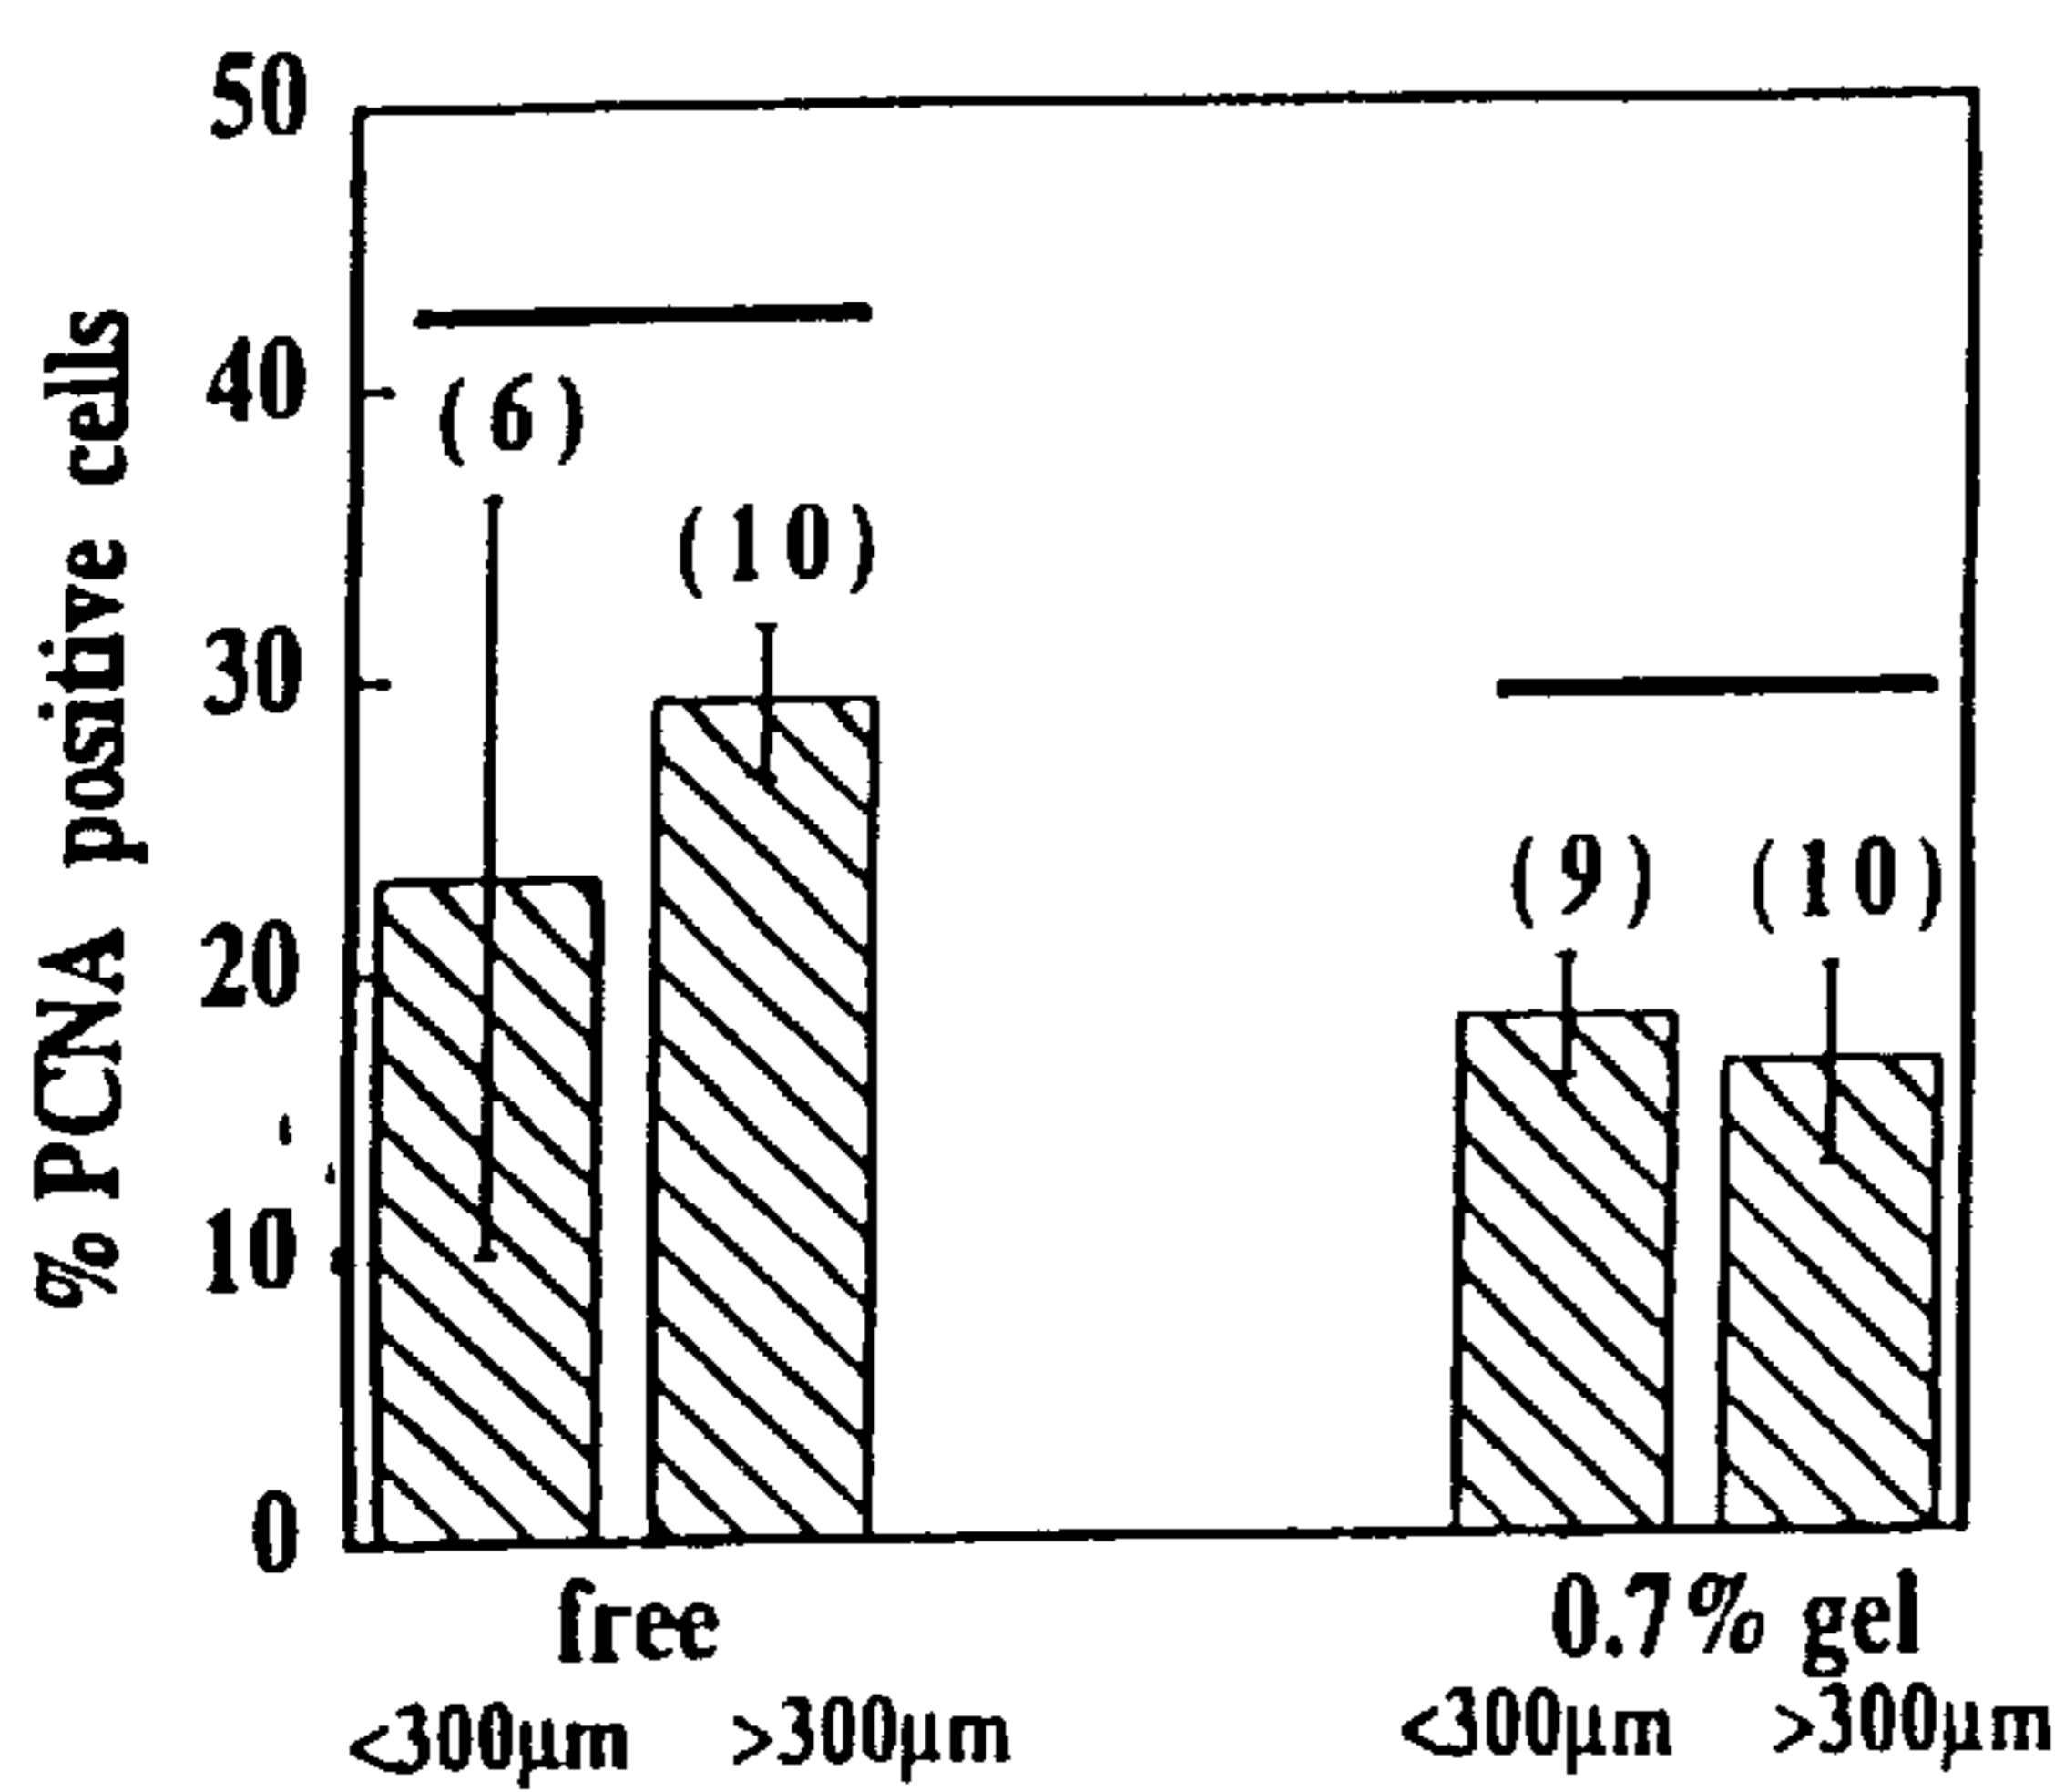 % PCNA positive cells
50
40
30
20
10
0
(6)
(10)
(9)
(10)
free
0.7% gel
<300µm
>300µm
<300µm
>300µm